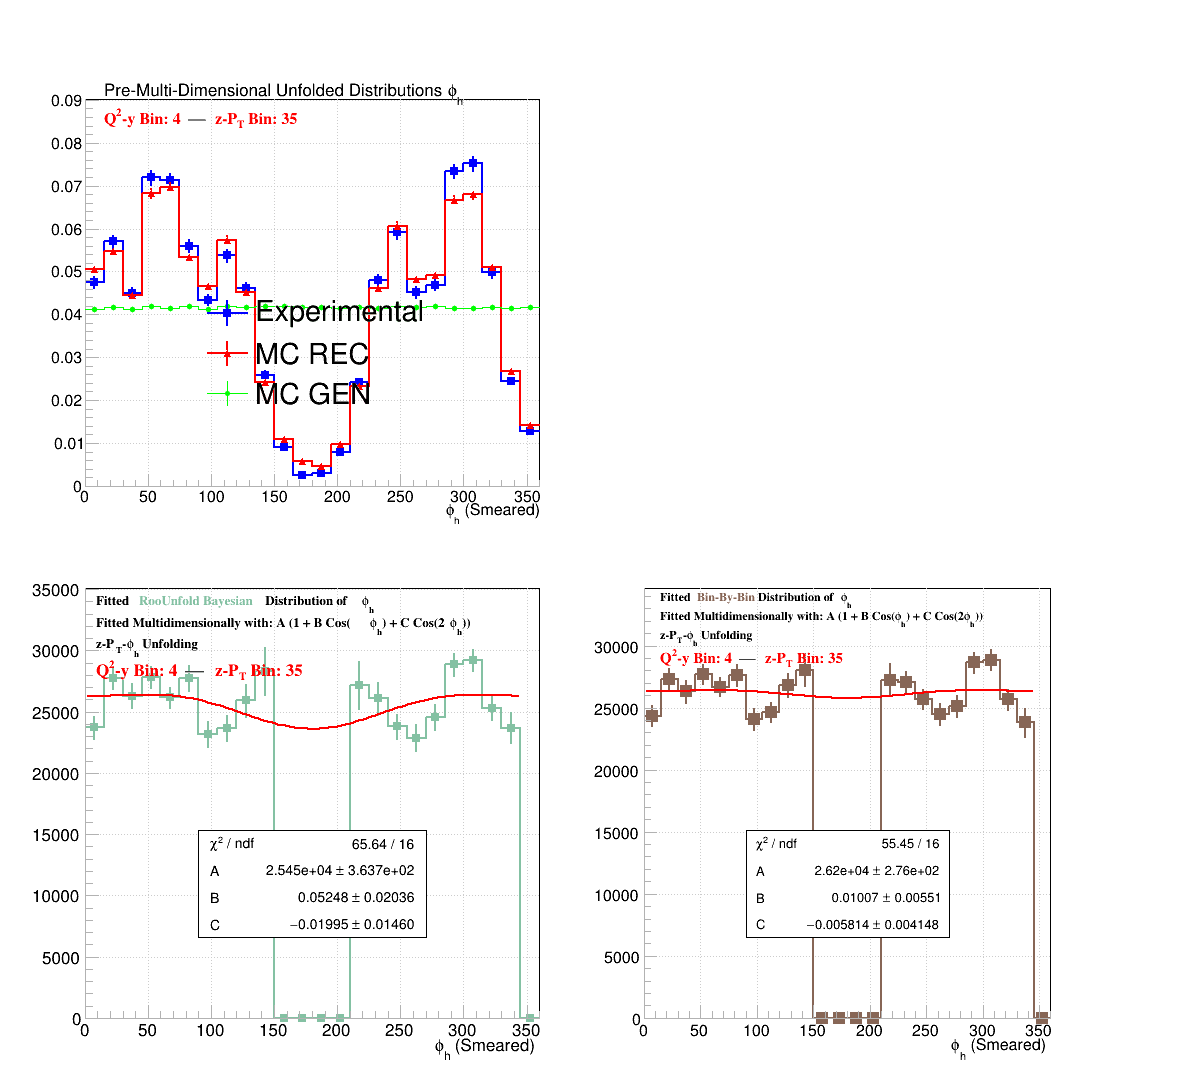 Pre-Multi-Dimensional Unfolded Distributions ϕh
Q²-y Bin: 4 — z-PT Bin: 35
0.09
0.08
0.07
0.06
0.05
0.04
0.03
0.02
0.01
0
Experimental
MC REC
MC GEN
0 50 100 150 200 250 300 350
ϕh (Smeared)
Fitted RooUnfold Bayesian Distribution of ϕh
Fitted Multidimensionally with: A (1 + B Cos( ϕh) + C Cos(2 ϕh))
z-PT-ϕh Unfolding
Q²-y Bin: 4 — z-PT Bin: 35
35000
30000
25000
20000
15000
10000
5000
0
χ² / ndf 65.64 / 16
A 2.545e+04 ± 3.637e+02
B 0.05248 ± 0.02036
C −0.01995 ± 0.01460
0 50 100 150 200 250 300 350
ϕh (Smeared)
Fitted Bin-By-Bin Distribution of ϕh
Fitted Multidimensionally with: A (1 + B Cos(ϕh) + C Cos(2ϕh))
z-PT-ϕh Unfolding
Q²-y Bin: 4 — z-PT Bin: 35
30000
25000
20000
15000
10000
5000
0
χ² / ndf 55.45 / 16
A 2.62e+04 ± 2.76e+02
B 0.01007 ± 0.00551
C −0.005814 ± 0.004148
0 50 100 150 200 250 300 350
ϕh (Smeared)